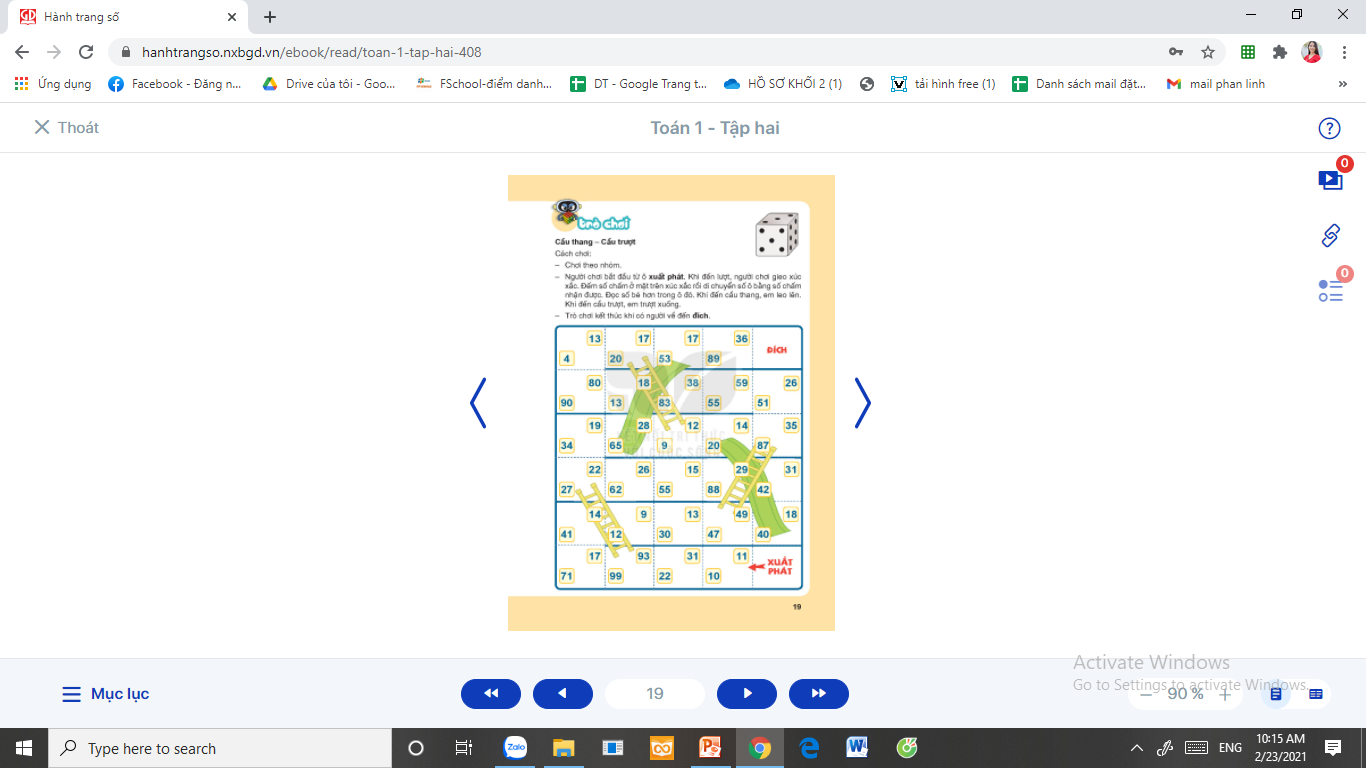 Hành trang số
hanhtrangso.nxbgd.vn/ebook/read/toan-1-tap-hai-408
Ứng dụng Facebook - Đăng n... Drive của tôi - Goo... FSchool-điểm danh... DT - Google Trang t... HỒ SƠ KHỐI 2 (1) tải hình free (1) Danh sách mail đặt... mail phan linh »
Thoát Toán 1 - Tập hai ?
0
0
trò chơi
Cầu thang – Cầu trượt
Cách chơi:
– Chơi theo nhóm.
– Người chơi bắt đầu từ ô xuất phát. Khi đến lượt, người chơi gieo xúc
xắc. Đếm số chấm ở mặt trên xúc xắc rồi di chuyển số ô bằng số chấm
nhận được. Đọc số bé hơn trong ô đó. Khi đến cầu thang, em leo lên.
Khi đến cầu trượt, em trượt xuống.
– Trò chơi kết thúc khi có người về đến đích.
13 17 17 36
ĐÍCH
4 20 53 89
80 18 38 59 26
90 13 83 55 51
19 28 12 14 35
34 65 9 20 87
22 26 15 29 31
27 62 55 88 42
14 9 13 49 18
41 12 30 47 40
17 93 31 11 XUẤT
PHÁT
71 99 22 10
19
Activate Windows
Go to Settings to activate Windows.
Mục lục 19 90 %
Type here to search Zalo ENG 10:15 AM
2/23/2021